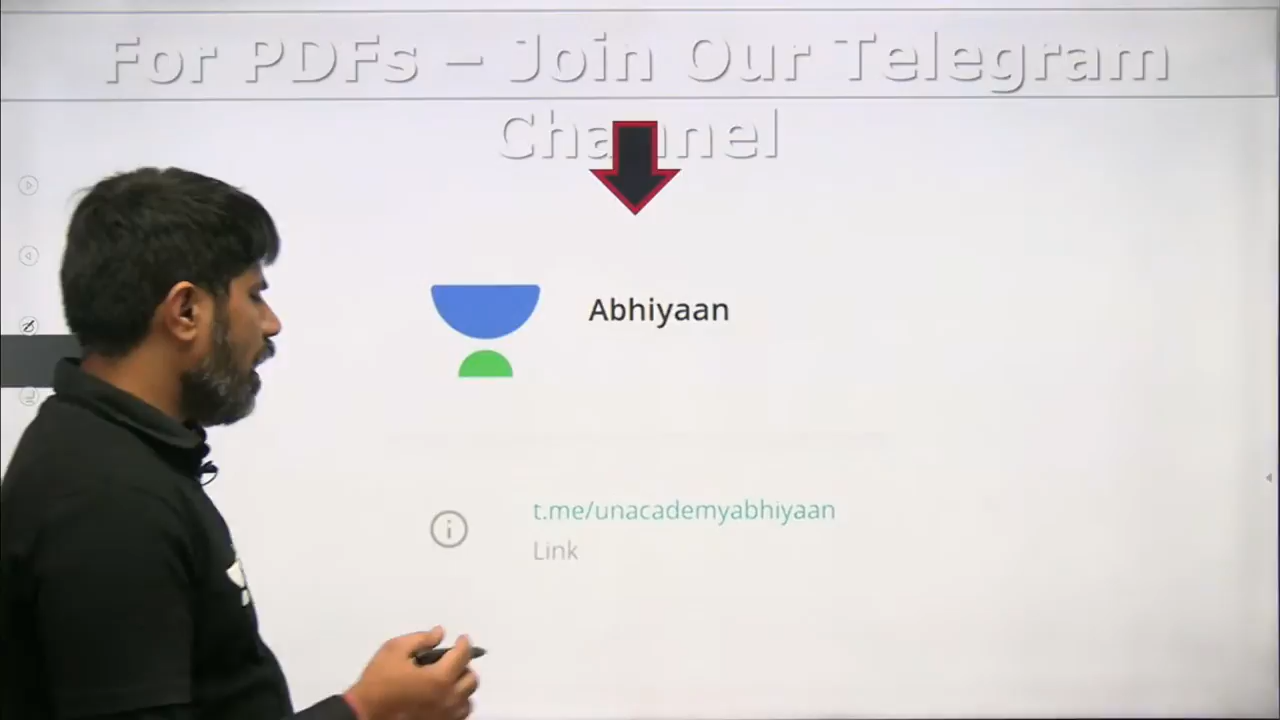 For PDFs – Join Our Telegram
Channel
Abhiyaan
t.me/unacademyabhiyaan
Link